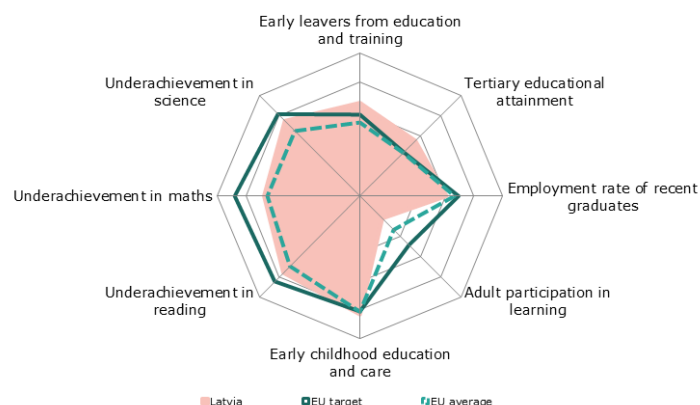 Early leavers from education
and training
Underachievement in
science
Tertiary educational
attainment
Underachievement in maths
Employment rate of recent
graduates
Underachievement in
reading
Adult participation in
learning
Early childhood education
and care
Latvia
EU target
EU average